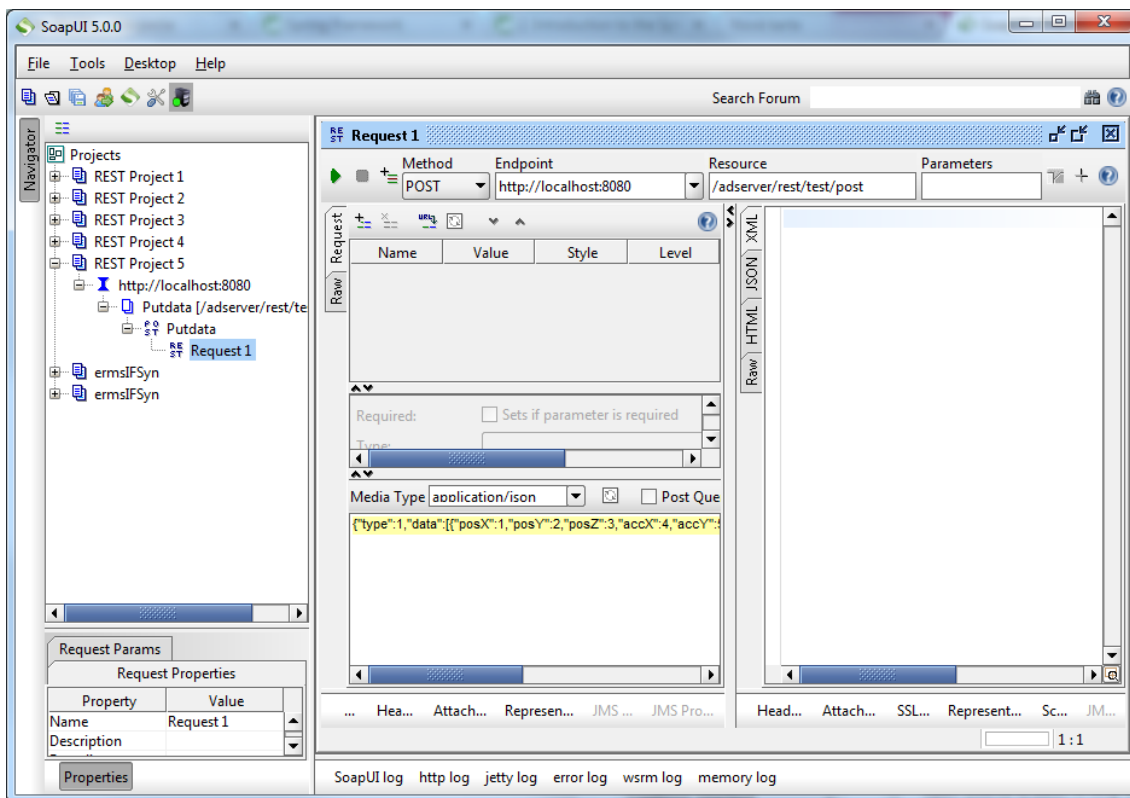 SoapUI 5.0.0
File Tools Desktop Help
Search Forum
Navigator
Projects
REST Project 1
REST Project 2
REST Project 3
REST Project 4
REST Project 5
http://localhost:8080
Putdata [/adserver/rest/te
Putdata
Request 1
ermsIFSyn
ermsIFSyn
Request Params
Request Properties
Property Value
Name Request 1
Description
Properties
Request 1
Method Endpoint Resource Parameters
POST http://localhost:8080 /adserver/rest/test/post
Request
Raw
Name Value Style Level
Required: Sets if parameter is required
Type:
Media Type application/json Post Que
{"type":1,"data":[{"posX":1,"posY":2,"posZ":3,"accX":4,"accY":
... Hea... Attach... Represen... JMS ... JMS Pro...
XML
JSON
HTML
Raw
Head... Attach... SSL... Represent... Sc... JM...
1:1
SoapUI log http log jetty log error log wsrm log memory log